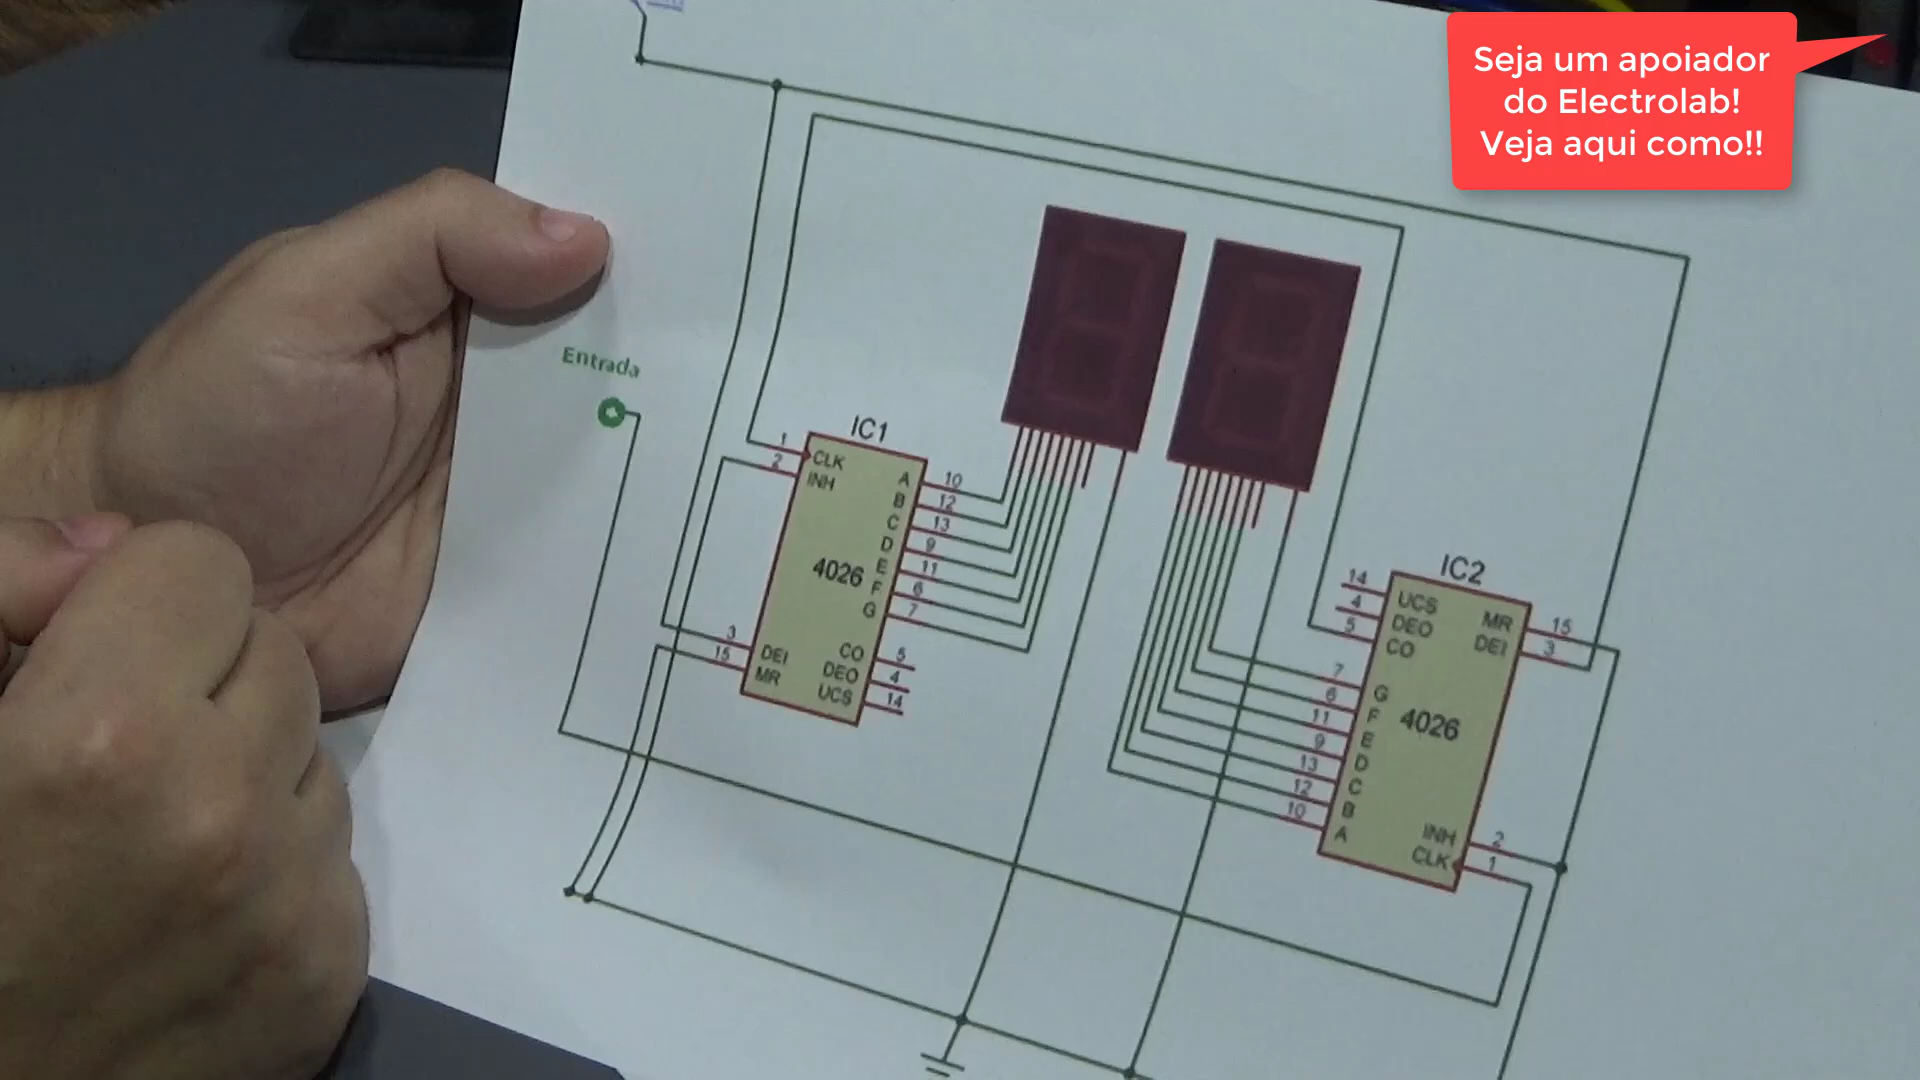 Seja um apoiador
do Electrolab!
Veja aqui como!!
Entrada
IC1
1
2
CLK
INH
A 10
B 12
C 13
D 9
E 11
F 6
G 7
4026
3
15
DEI
MR
CO 5
DEO 4
UCS 14
IC2
14 UCS
4 DEO
5 CO
MR 15
DEI 3
7 G
6 F
11 E
9 D
13 C
12 B
10 A
4026
INH 2
CLK 1